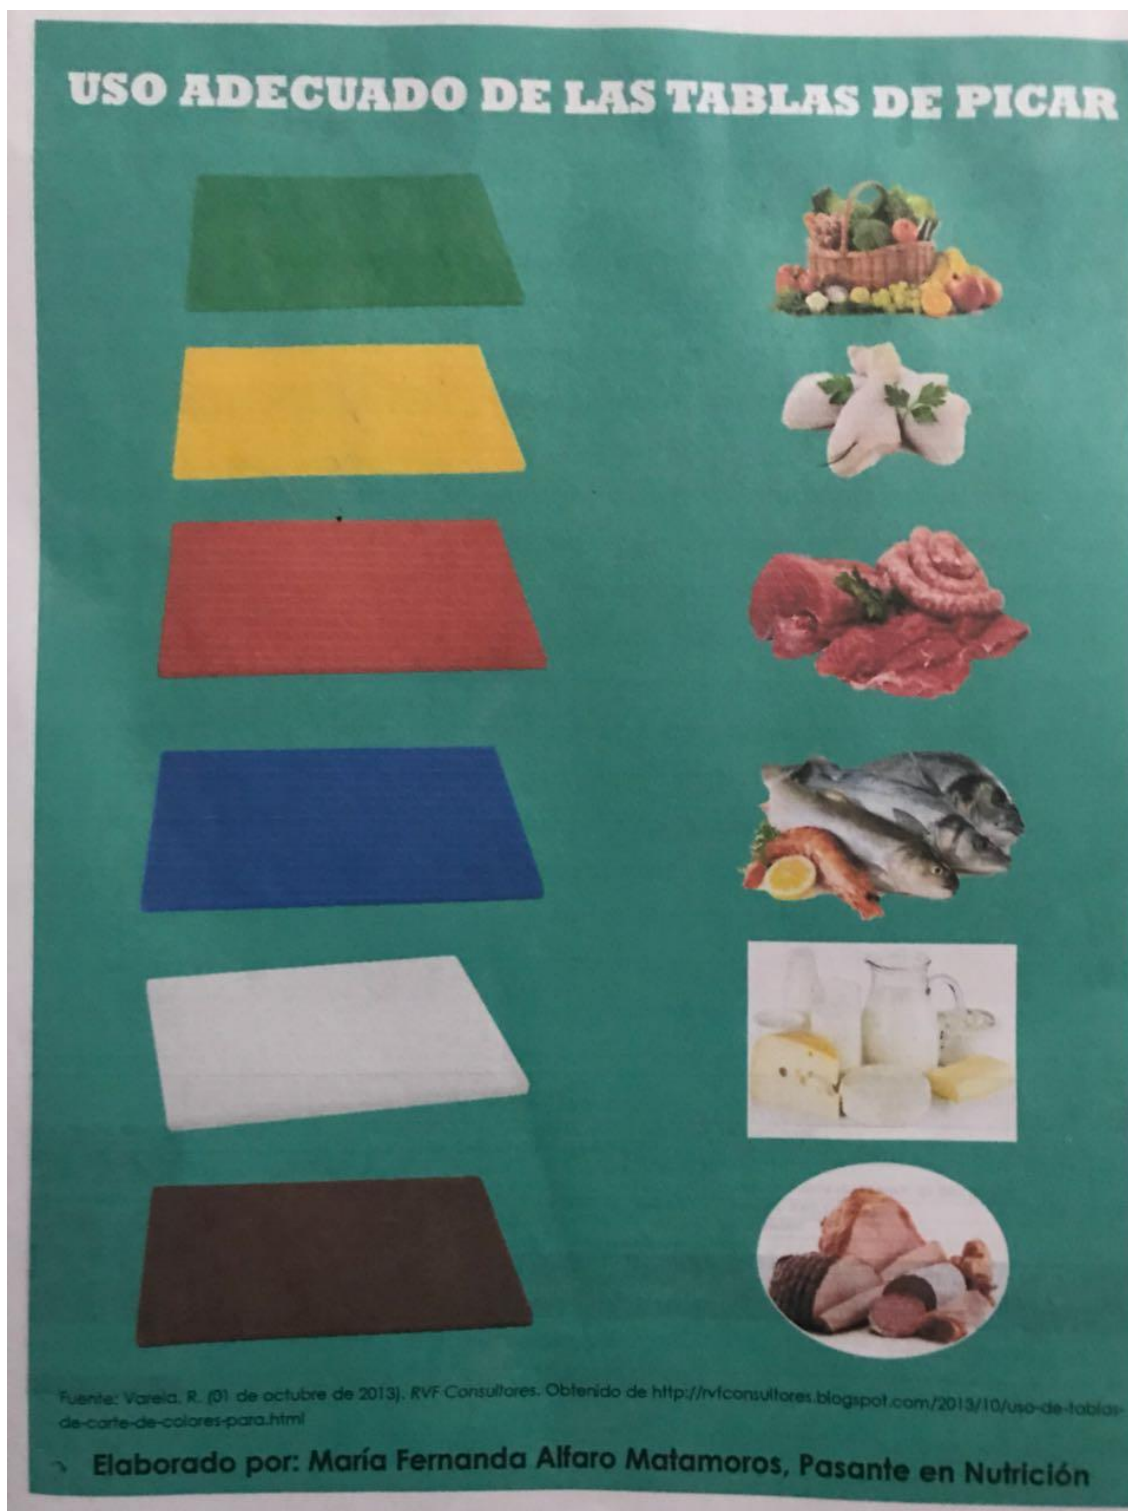 USO ADECUADO DE LAS TABLAS DE PICAR
Fuente: Varela, R. (01 de octubre de 2013). RVF Consultores. Obtenido de http://rvfconsultores.blogspot.com/2013/10/uso-de-tablas-
de-corte-de-colores-para.html
Elaborado por: María Fernanda Alfaro Matamoros, Pasante en Nutrición